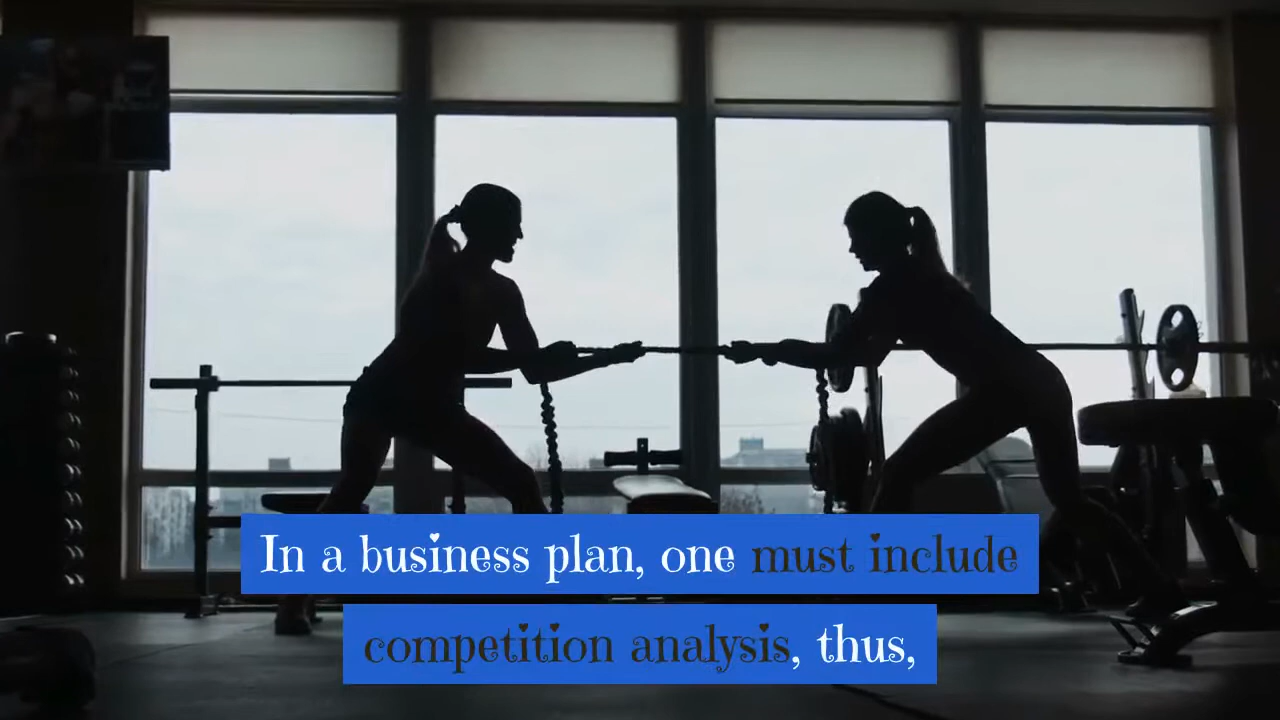 In a business plan, one must include
competition analysis, thus,